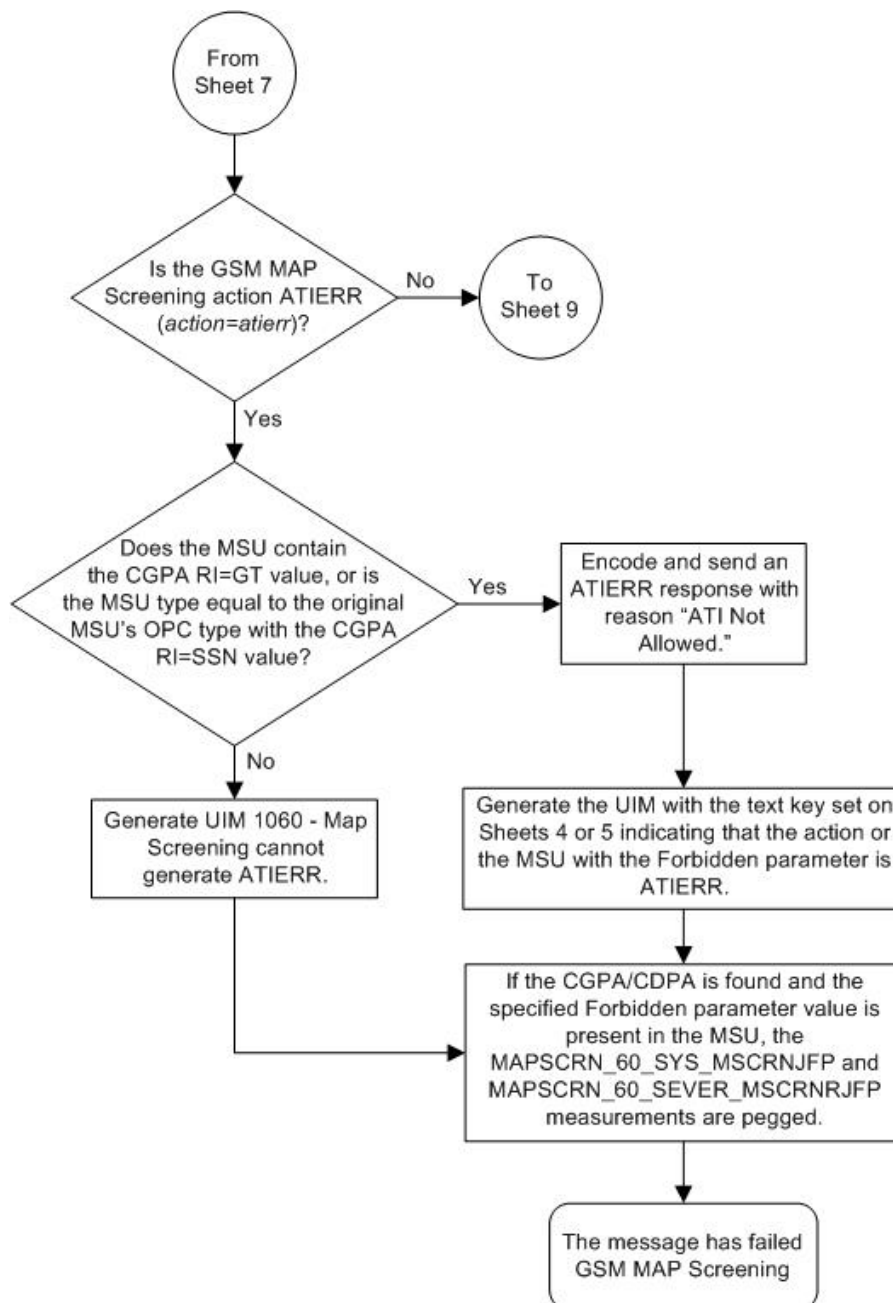 From
Sheet 7
Is the GSM MAP
Screening action ATIERR
(action=atierr)?
No
To
Sheet 9
Yes
Does the MSU contain
the CGPA RI=GT value, or is
the MSU type equal to the original
MSU's OPC type with the CGPA
RI=SSN value?
Yes
Encode and send an
ATIERR response with
reason “ATI Not
Allowed.”
No
Generate UIM 1060 - Map
Screening cannot
generate ATIERR.
Generate the UIM with the text key set on
Sheets 4 or 5 indicating that the action or
the MSU with the Forbidden parameter is
ATIERR.
If the CGPA/CDPA is found and the
specified Forbidden parameter value is
present in the MSU, the
MAPSCRN_60_SYS_MSCRNJFP and
MAPSCRN_60_SEVER_MSCRNRJFP
measurements are pegged.
The message has failed
GSM MAP Screening